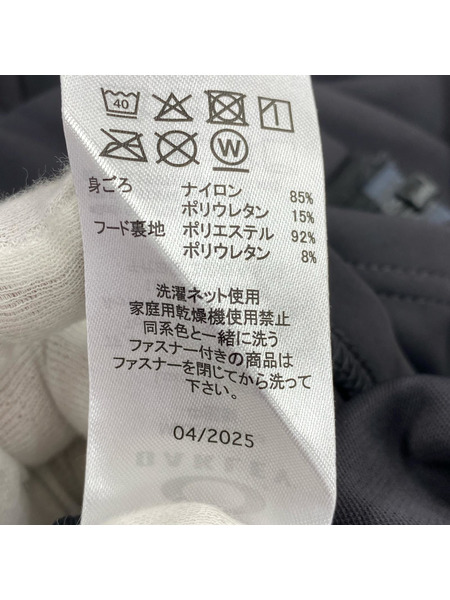 40
W
身ごろ ナイロン 85%
ポリウレタン 15%
フード裏地 ポリエステル 92%
ポリウレタン 8%
洗濯ネット使用
家庭用乾燥機使用禁止
同系色と一緒に洗う
ファスナー付きの商品は
ファスナーを閉じてから洗って
下さい。
04/2025
OAKLEY